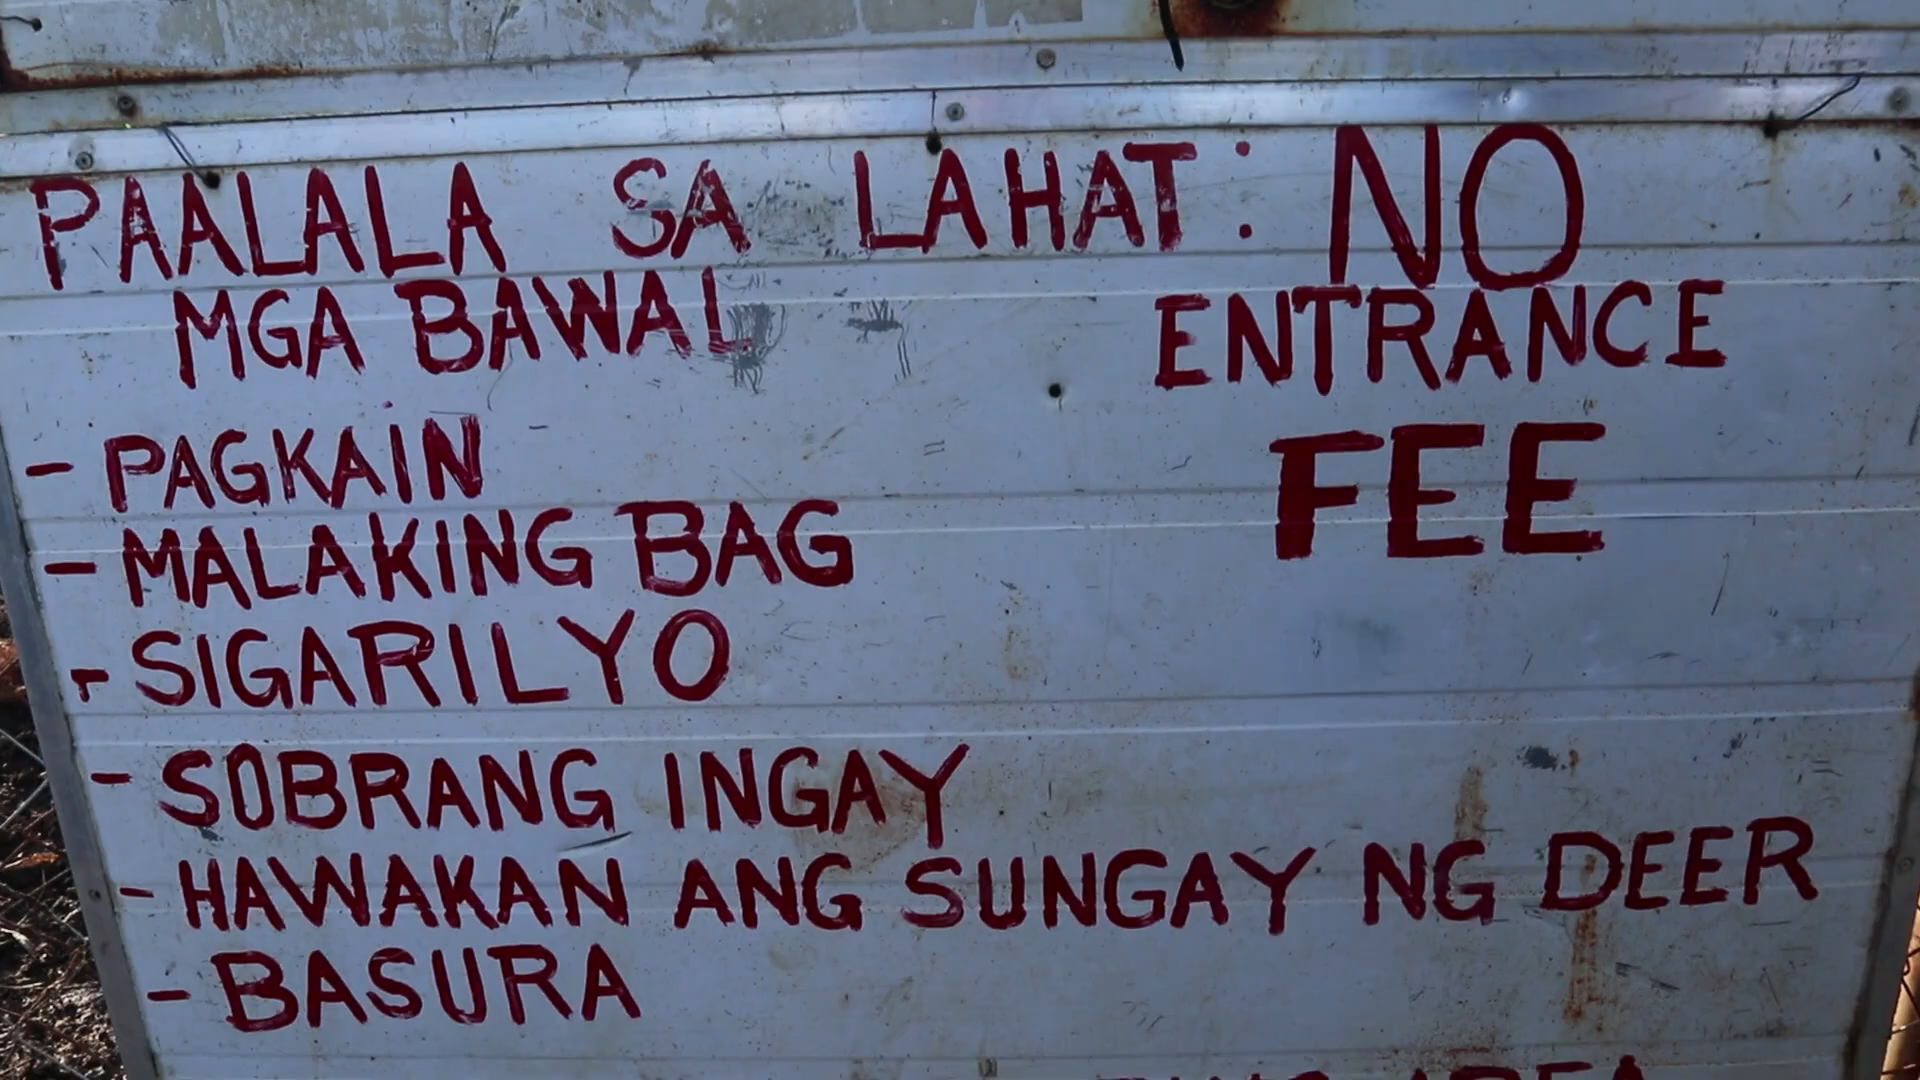 PAALALA SA LAHAT: NO
MGA BAWAL
ENTRANCE
FEE
- PAGKAIN
- MALAKING BAG
- SIGARILYO
- SOBRANG INGAY
- HAWAKAN ANG SUNGAY NG DEER
- BASURA
AREA